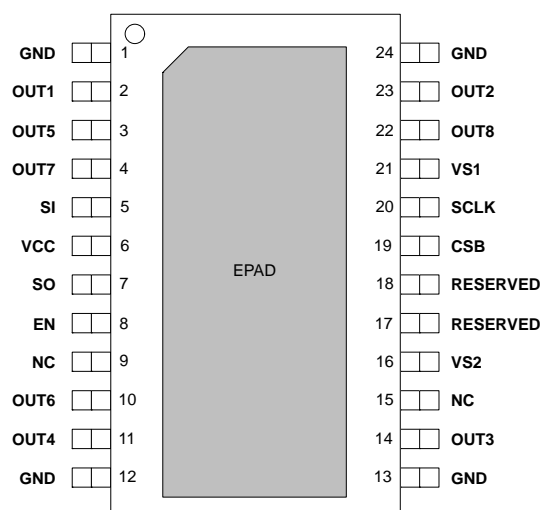 GND 1 24 GND
OUT1 2 23 OUT2
OUT5 3 22 OUT8
OUT7 4 21 VS1
SI 5 20 SCLK
VCC 6 19 CSB
EPAD
SO 7 18 RESERVED
EN 8 17 RESERVED
NC 9 16 VS2
OUT6 10 15 NC
OUT4 11 14 OUT3
GND 12 13 GND